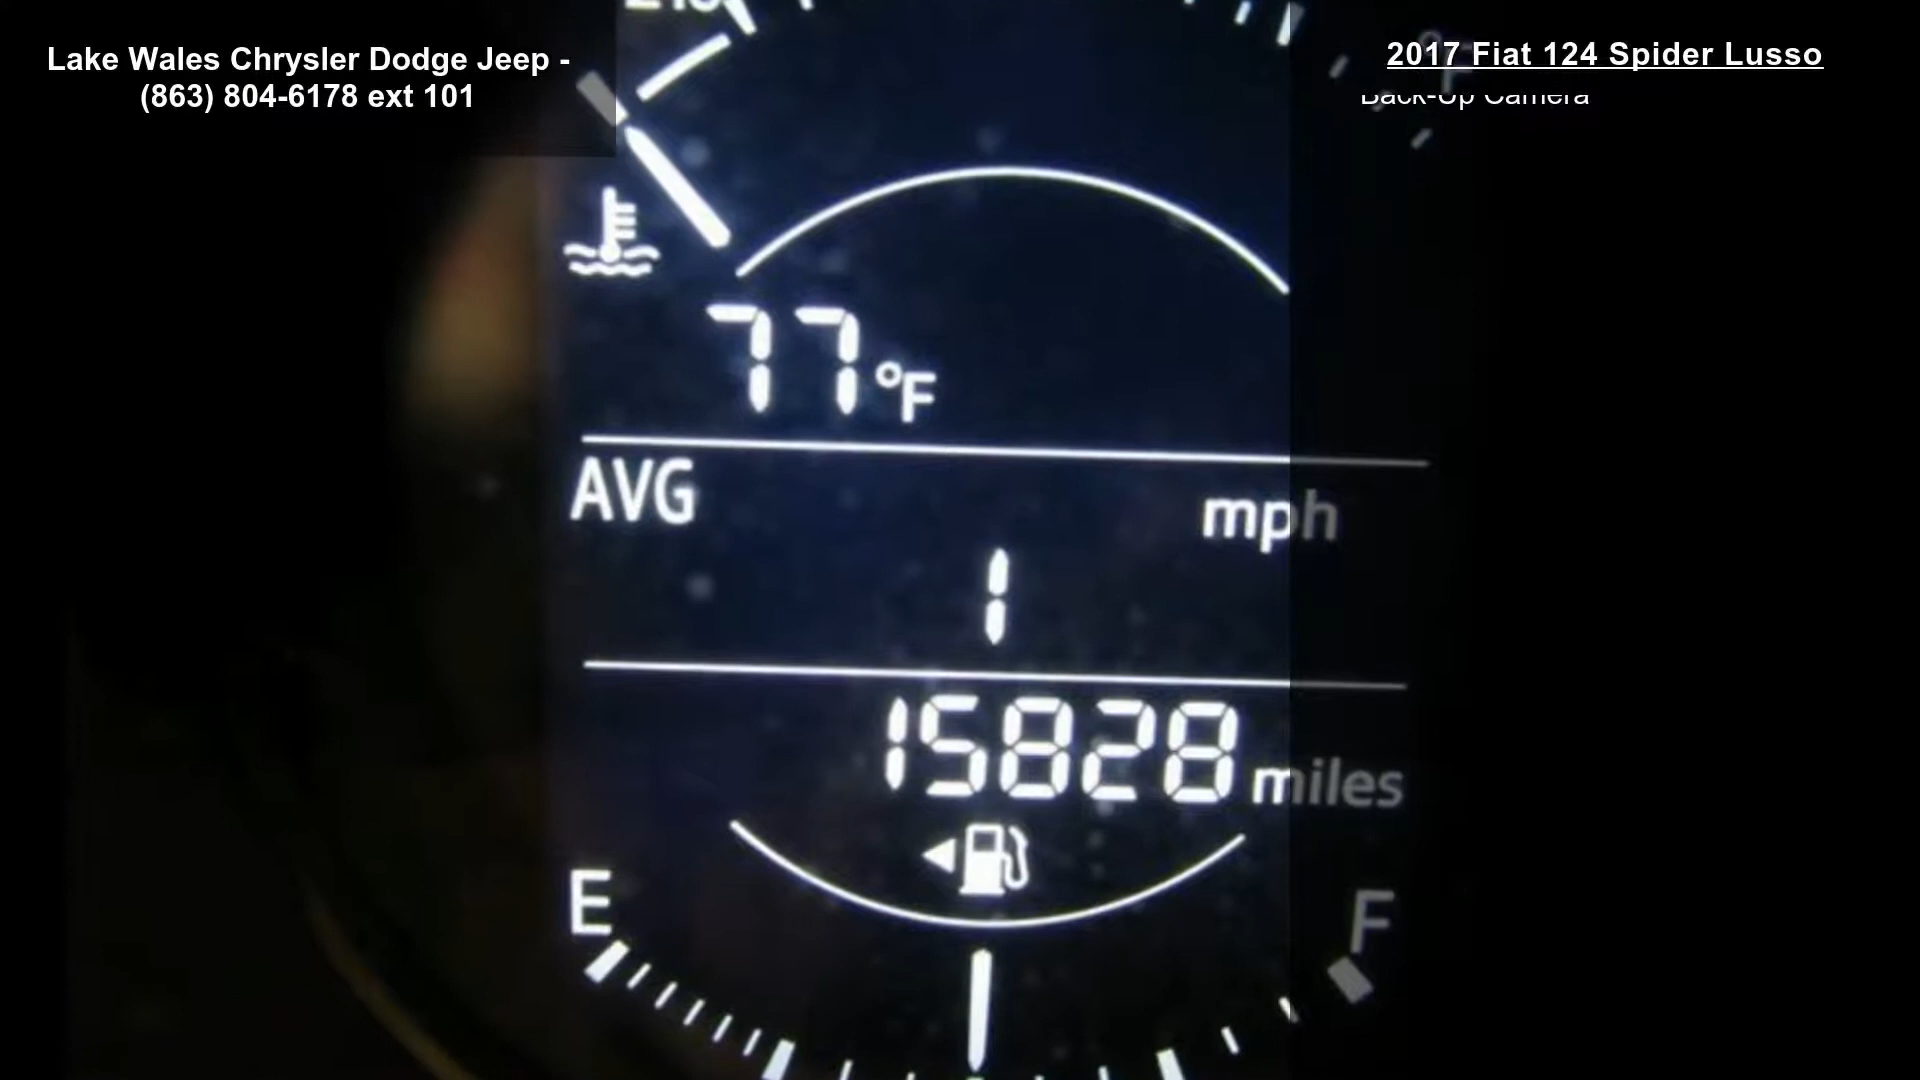 Lake Wales Chrysler Dodge Jeep -
(863) 804-6178 ext 101
2017 Fiat 124 Spider Lusso
Back-Up Camera
°F
77°F
AVG mph
1
15828 miles
E F